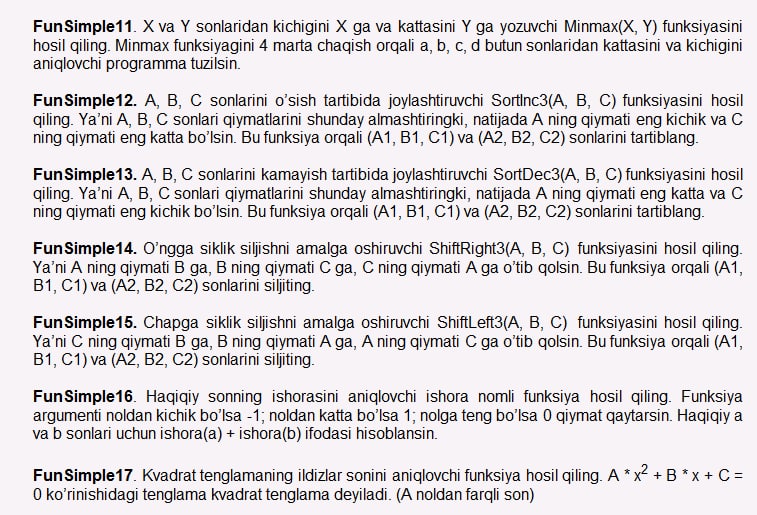 FunSimple11. X va Y sonlaridan kichigini X ga va kattasini Y ga yozuvchi Minmax(X, Y) funksiyasini
hosil qiling. Minmax funksiyagini 4 marta chaqish orqali a, b, c, d butun sonlaridan kattasini va kichigini
aniqlovchi programma tuzilsin.
FunSimple12. A, B, C sonlarini o’sish tartibida joylashtiruvchi SortInc3(A, B, C) funksiyasini hosil
qiling. Ya’ni A, B, C sonlari qiymatlarini shunday almashtiringki, natijada A ning qiymati eng kichik va C
ning qiymati eng katta bo’lsin. Bu funksiya orqali (A1, B1, C1) va (A2, B2, C2) sonlarini tartiblang.
FunSimple13. A, B, C sonlarini kamayish tartibida joylashtiruvchi SortDec3(A, B, C) funksiyasini hosil
qiling. Ya’ni A, B, C sonlari qiymatlarini shunday almashtiringki, natijada A ning qiymati eng katta va C
ning qiymati eng kichik bo’lsin. Bu funksiya orqali (A1, B1, C1) va (A2, B2, C2) sonlarini tartiblang.
FunSimple14. O’ngga siklik siljishni amalga oshiruvchi ShiftRight3(A, B, C) funksiyasini hosil qiling.
Ya’ni A ning qiymati B ga, B ning qiymati C ga, C ning qiymati A ga o’tib qolsin. Bu funksiya orqali (A1,
B1, C1) va (A2, B2, C2) sonlarini siljiting.
FunSimple15. Chapga siklik siljishni amalga oshiruvchi ShiftLeft3(A, B, C) funksiyasini hosil qiling.
Ya’ni C ning qiymati B ga, B ning qiymati A ga, A ning qiymati C ga o’tib qolsin. Bu funksiya orqali (A1,
B1, C1) va (A2, B2, C2) sonlarini siljiting.
FunSimple16. Haqiqiy sonning ishorasini aniqlovchi ishora nomli funksiya hosil qiling. Funksiya
argumenti noldan kichik bo’lsa -1; noldan katta bo’lsa 1; nolga teng bo’lsa 0 qiymat qaytarsin. Haqiqiy a
va b sonlari uchun ishora(a) + ishora(b) ifodasi hisoblansin.
FunSimple17. Kvadrat tenglamaning ildizlar sonini aniqlovchi funksiya hosil qiling. A * x² + B * x + C =
0 ko’rinishidagi tenglama kvadrat tenglama deyiladi. (A noldan farqli son)